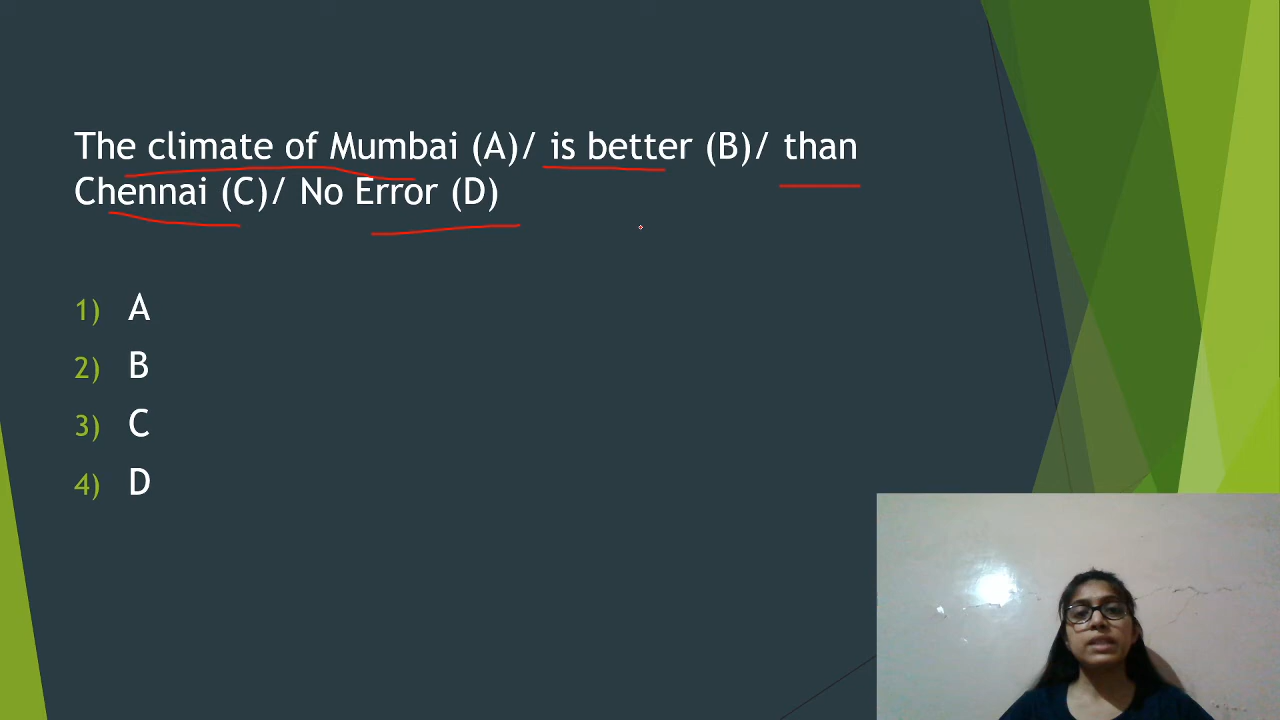 The climate of Mumbai (A)/ is better (B)/ than
Chennai (C)/ No Error (D)
1) A
2) B
3) C
4) D